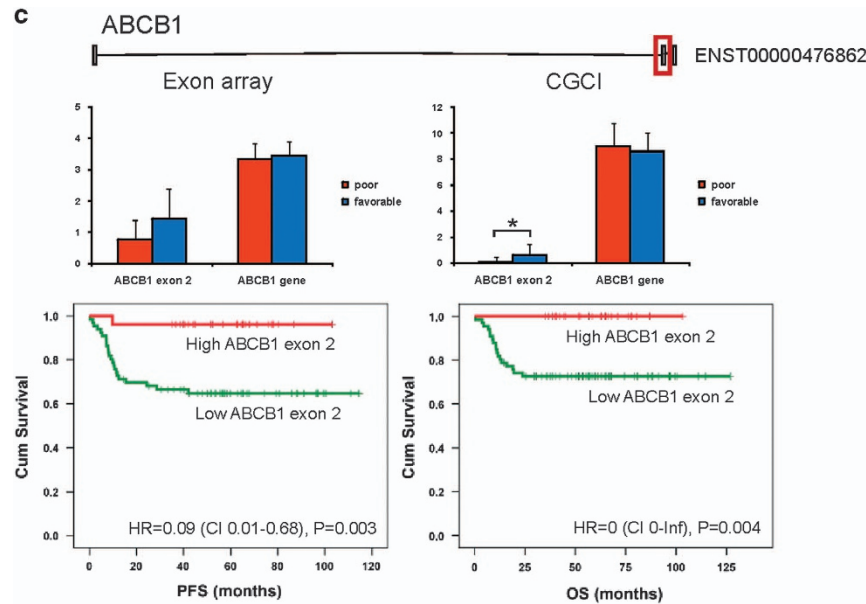 c
ABCB1
ENST00000476862
Exon array
CGCI
5
4
3
2
1
0
poor
favorable
ABCB1 exon 2
ABCB1 gene
12
10
8
6
4
2
0
*
poor
favorable
ABCB1 exon 2
ABCB1 gene
Cum Survival
1.0
0.8
0.6
0.4
0.2
0.0
High ABCB1 exon 2
Low ABCB1 exon 2
HR=0.09 (CI 0.01-0.68), P=0.003
0 20 40 60 80 100 120
PFS (months)
Cum Survival
1.0
0.8
0.6
0.4
0.2
0.0
High ABCB1 exon 2
Low ABCB1 exon 2
HR=0 (CI 0-Inf), P=0.004
0 25 50 75 100 125
OS (months)